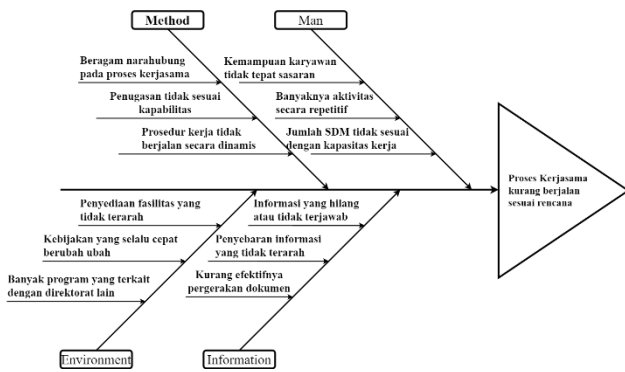 Method
Man
Beragam narahubung
pada proses kerjasama
Kemampuan karyawan
tidak tepat sasaran
Penugasan tidak sesuai
kapabilitas
Banyaknya aktivitas
secara repetitif
Prosedur kerja tidak
berjalan secara dinamis
Jumlah SDM tidak sesuai
dengan kapasitas kerja
Proses Kerjasama
kurang berjalan
sesuai rencana
Penyediaan fasilitas yang
tidak terarah
Informasi yang hilang
atau tidak terjawab
Kebijakan yang selalu cepat
berubah ubah
Penyebaran informasi
yang tidak terarah
Banyak program yang terkait
dengan direktorat lain
Kurang efektifnya
pergerakan dokumen
Environment
Information